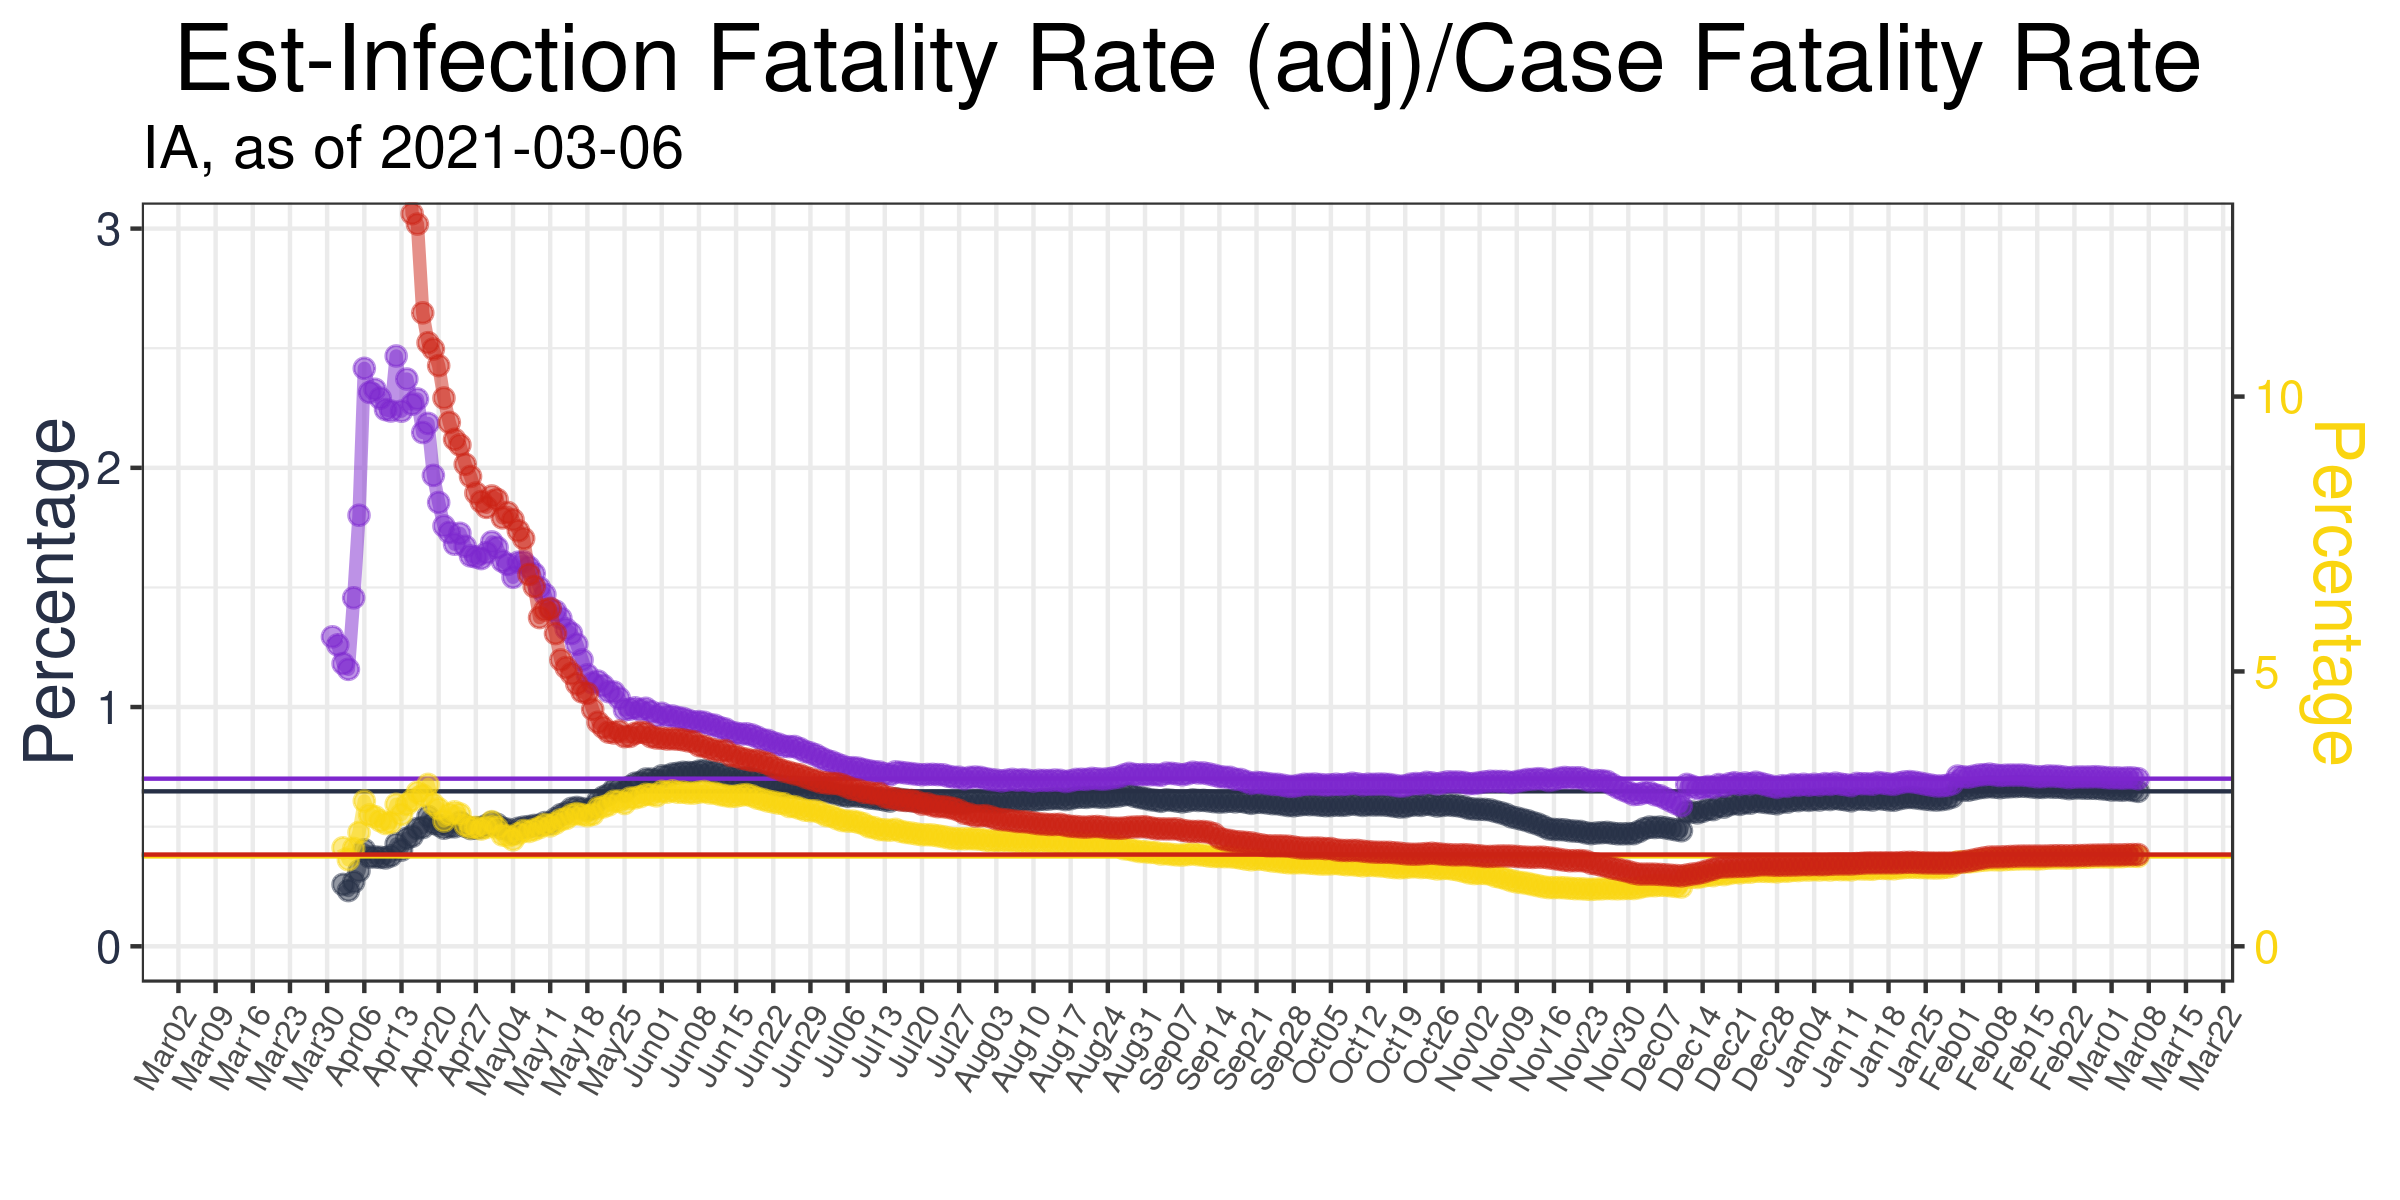 Est-Infection Fatality Rate (adj)/Case Fatality Rate
IA, as of 2021-03-06
Percentage
3
2
1
0
10
5
0
Percentage
Mar02
Mar09
Mar16
Mar23
Mar30
Apr06
Apr13
Apr20
Apr27
May04
May11
May18
May25
Jun01
Jun08
Jun15
Jun22
Jun29
Jul06
Jul13
Jul20
Jul27
Aug03
Aug10
Aug17
Aug24
Aug31
Sep07
Sep14
Sep21
Sep28
Oct05
Oct12
Oct19
Oct26
Nov02
Nov09
Nov16
Nov23
Nov30
Dec07
Dec14
Dec21
Dec28
Jan04
Jan11
Jan18
Jan25
Feb01
Feb08
Feb15
Feb22
Mar01
Mar08
Mar15
Mar22